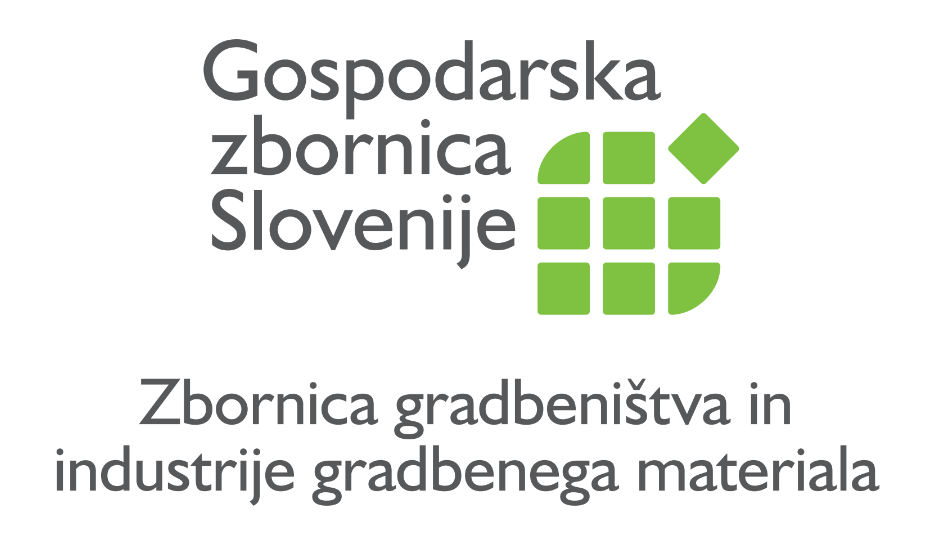 Gospodarska
zbornica
Slovenije
Zbornica gradbeništva in
industrije gradbenega materiala